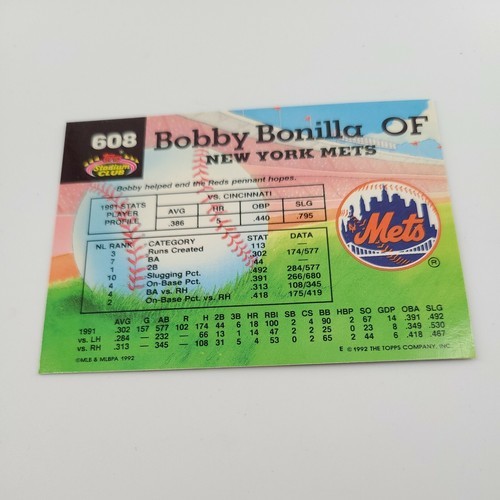 608
Bobby Bonilla OF
NEW YORK METS
Stadium CLUB
Bobby helped end the Reds pennant hopes.
1991 STATS PLAYER PROFILE
VS. CINCINNATI
AVG HR OBP SLG
.386 5 .440 .795
NL RANK CATEGORY STAT DATA
3 Runs Created 113 —
7 BA .302 174/577
1 2B 44 —
10 Slugging Pct. .492 284/577
4 On-Base Pct. .391 266/680
4 BA vs. RH .313 108/345
2 On-Base Pct. vs. RH .418 175/419
Mets
®
AVG G AB R H 2B 3B HR RBI SB CS BB HBP SO GDP OBA SLG
1991 .302 157 577 102 174 44 6 18 100 2 4 90 2 67 14 .391 .492
vs. LH .284 — 232 — 66 13 1 14 47 2 2 25 0 23 8 .349 .530
vs. RH .313 — 345 — 108 31 5 4 53 0 2 65 2 44 6 .418 .467
©MLB & MLBPA 1992
E © 1992 THE TOPPS COMPANY, INC.